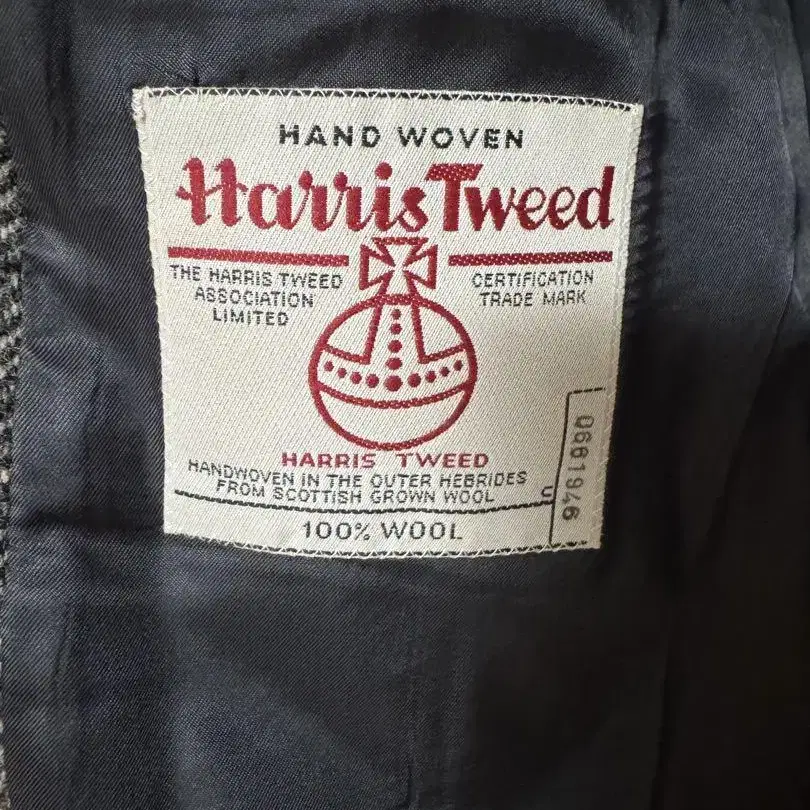 HAND WOVEN
Harris Tweed
THE HARRIS TWEED
ASSOCIATION
LIMITED
CERTIFICATION
TRADE MARK
HARRIS TWEED
HANDWOVEN IN THE OUTER HEBRIDES
FROM SCOTTISH GROWN WOOL
100% WOOL
U
0661946